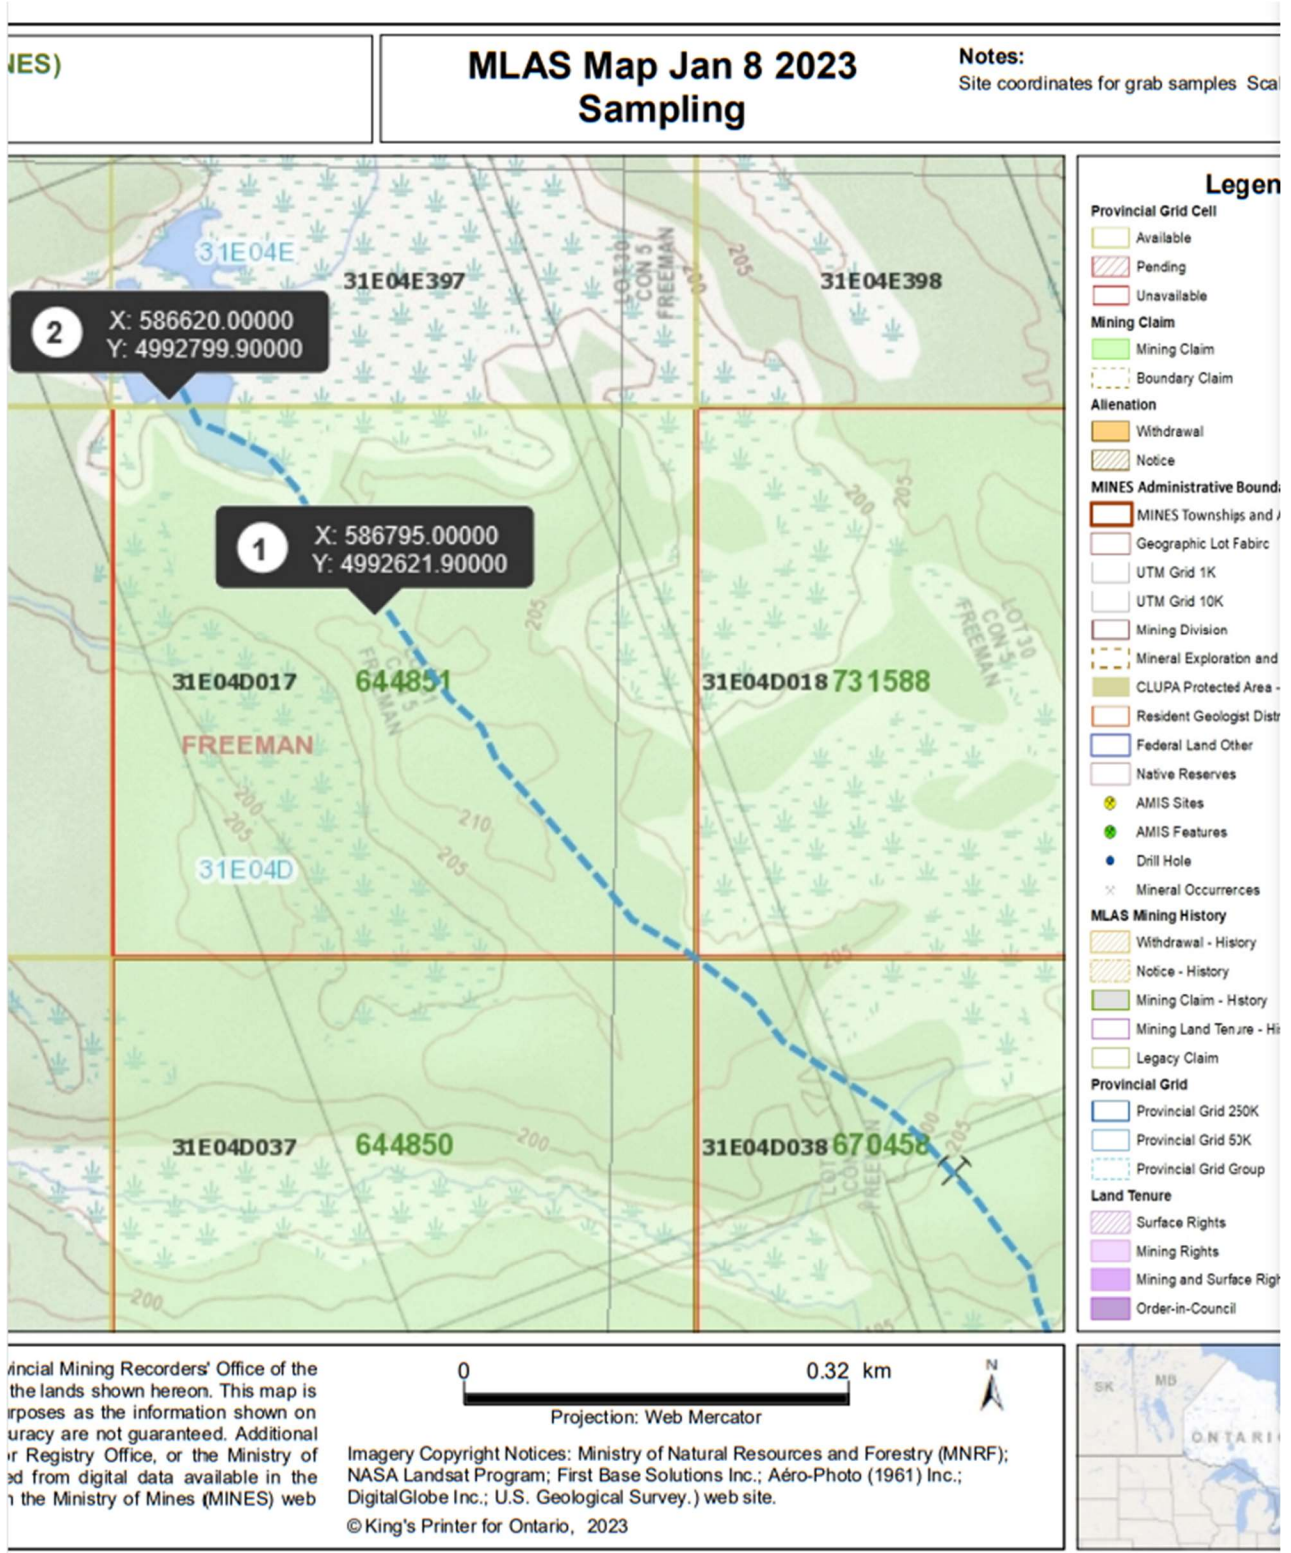 NES)
MLAS Map Jan 8 2023
Sampling
Notes:
Site coordinates for grab samples Scal
31E04E
31E04E397
LOT 30
CON 5
FREEMAN
200
205
31E04E398
2
X: 586620.00000
Y: 4992799.90000
1
X: 586795.00000
Y: 4992621.90000
200
205
205
LOT 30
CON 5
FREEMAN
31E04D017
644851
31E04D018
731588
FREEMAN
200
205
210
205
31E04D
205
31E04D037
644850
200
31E04D038
670458
205
200
195
Legen
Provincial Grid Cell
Available
Pending
Unavailable
Mining Claim
Mining Claim
Boundary Claim
Alienation
Withdrawal
Notice
MINES Administrative Bounda
MINES Townships and A
Geographic Lot Fabirc
UTM Grid 1K
UTM Grid 10K
Mining Division
Mineral Exploration and
CLUPA Protected Area -
Resident Geologist Distr
Federal Land Other
Native Reserves
AMIS Sites
AMIS Features
Drill Hole
Mineral Occurrences
MLAS Mining History
Withdrawal - History
Notice - History
Mining Claim - Hstory
Mining Land Tenure - Hi
Legacy Claim
Provincial Grid
Provincial Grid 250K
Provincial Grid 50K
Provincial Grid Group
Land Tenure
Surface Rights
Mining Rights
Mining and Surface Righ
Order-in-Council
vincial Mining Recorders' Office of the
the lands shown hereon. This map is
rposes as the information shown on
uracy are not guaranteed. Additional
or Registry Office, or the Ministry of
ed from digital data available in the
n the Ministry of Mines (MINES) web
0 0.32 km
Projection: Web Mercator
N
Imagery Copyright Notices: Ministry of Natural Resources and Forestry (MNRF);
NASA Landsat Program; First Base Solutions Inc.; Aéro-Photo (1961) Inc.;
DigitalGlobe Inc.; U.S. Geological Survey.) web site.
© King's Printer for Ontario, 2023
SK
MB
ONTARI